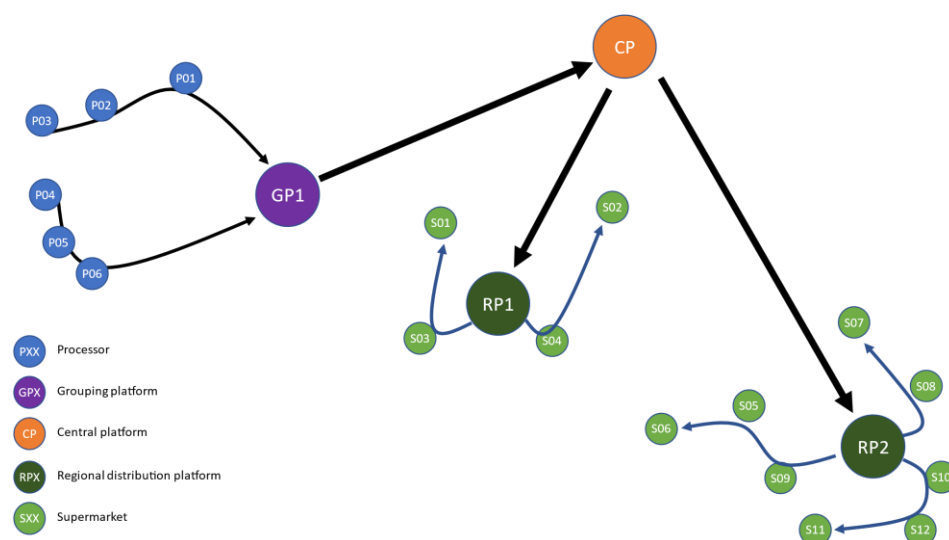 CP
P01
P02
P03
GP1
P04
P05
P06
S01
S02
RP1
S03
S04
S07
S08
S05
S06
RP2
S09
S10
S11
S12
PXX Processor
GPX Grouping platform
CP Central platform
RPX Regional distribution platform
SXX Supermarket